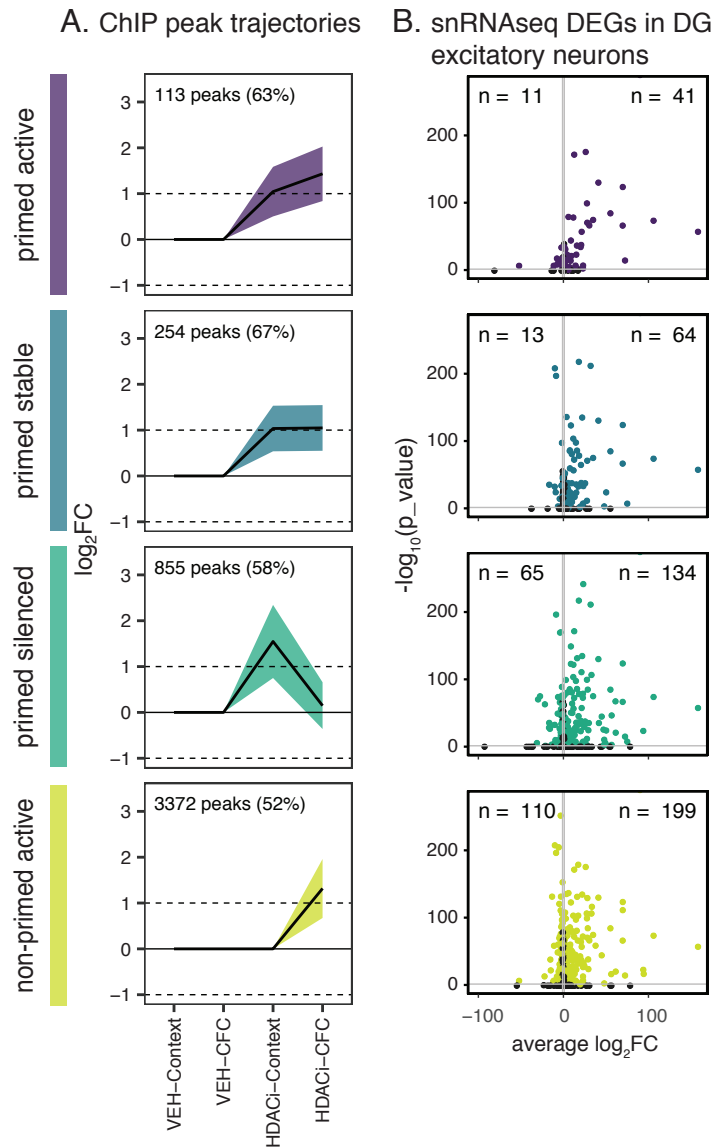 A. ChIP peak trajectories
B. snRNAseq DEGs in DG
excitatory neurons
primed active
113 peaks (63%)
3
2
1
0
−1
n = 11
n = 41
200
100
0
primed stable
254 peaks (67%)
3
2
1
0
−1
n = 13
n = 64
200
100
0
log₂FC
-log₁₀(p_value)
primed silenced
855 peaks (58%)
3
2
1
0
−1
n = 65
n = 134
200
100
0
non-primed active
3372 peaks (52%)
3
2
1
0
−1
n = 110
n = 199
200
100
0
VEH−Context
VEH−CFC
HDACi−Context
HDACi−CFC
−100
0
100
average log₂FC